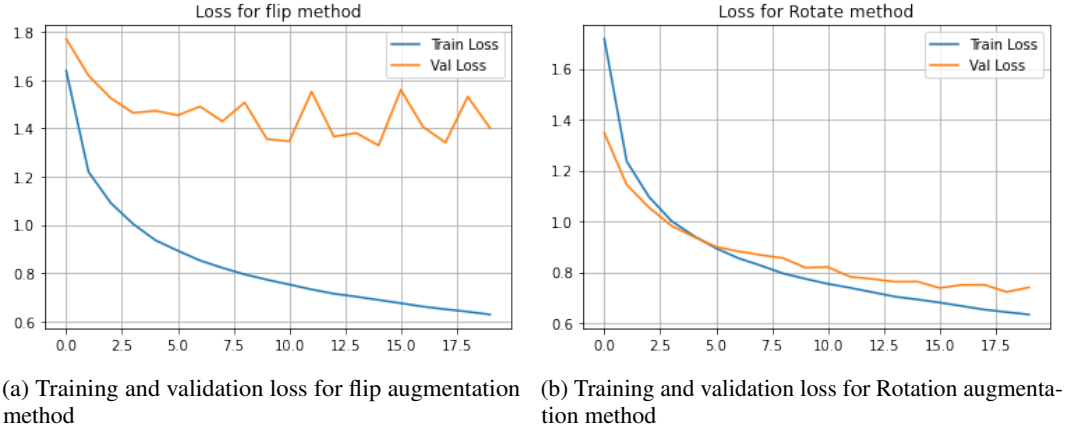 Loss for flip method
Train Loss
Val Loss
1.8
1.6
1.4
1.2
1.0
0.8
0.6
0.0 2.5 5.0 7.5 10.0 12.5 15.0 17.5
(a) Training and validation loss for flip augmentation
method
Loss for Rotate method
Train Loss
Val Loss
1.6
1.4
1.2
1.0
0.8
0.6
0.0 2.5 5.0 7.5 10.0 12.5 15.0 17.5
(b) Training and validation loss for Rotation augmenta-
tion method